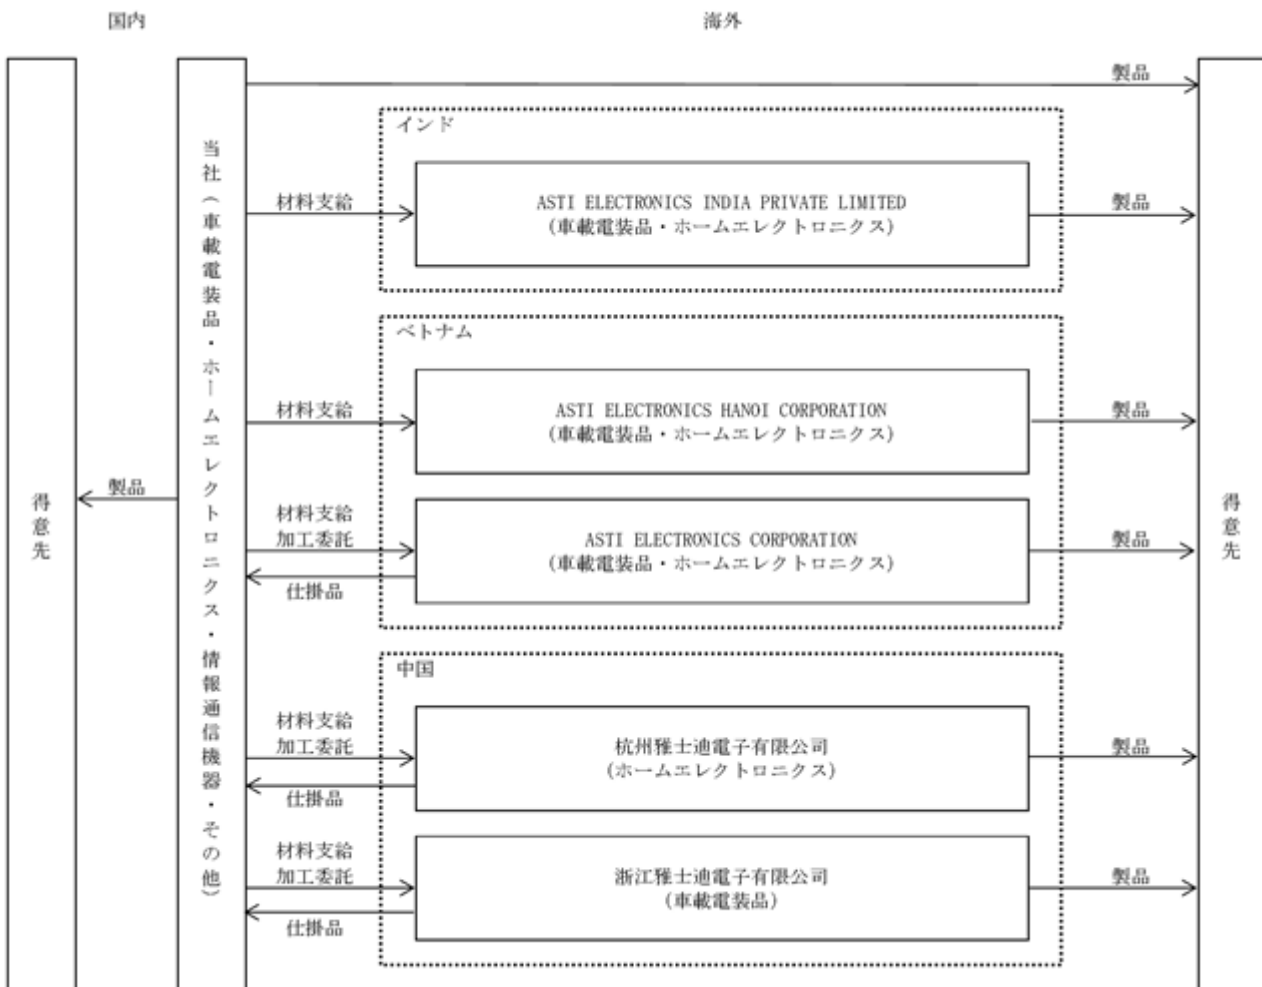 国内
海外
得意先
製品
当社(車載電装品・ホームエレクトロニクス・情報通信機器・その他)
製品
インド
材料支給
ASTI ELECTRONICS INDIA PRIVATE LIMITED
(車載電装品・ホームエレクトロニクス)
製品
ベトナム
材料支給
ASTI ELECTRONICS HANOI CORPORATION
(車載電装品・ホームエレクトロニクス)
製品
材料支給
加工委託
仕掛品
ASTI ELECTRONICS CORPORATION
(車載電装品・ホームエレクトロニクス)
製品
中国
材料支給
加工委託
仕掛品
杭州雅士迪電子有限公司
(ホームエレクトロニクス)
製品
材料支給
加工委託
仕掛品
浙江雅士迪電子有限公司
(車載電装品)
製品
得意先